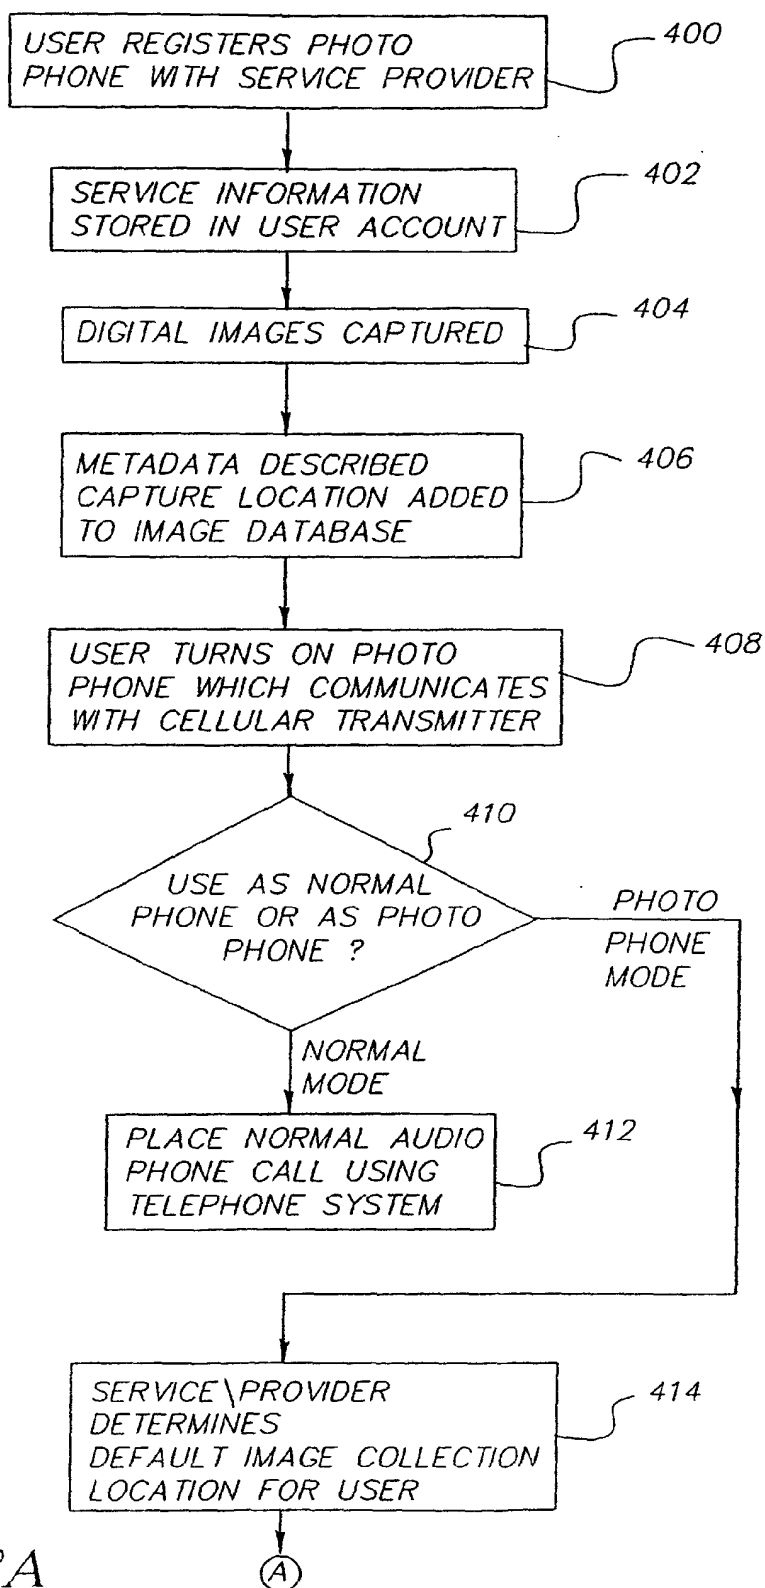 USER REGISTERS PHOTO
PHONE WITH SERVICE PROVIDER
400
SERVICE INFORMATION
STORED IN USER ACCOUNT
402
DIGITAL IMAGES CAPTURED
404
METADATA DESCRIBED
CAPTURE LOCATION ADDED
TO IMAGE DATABASE
406
USER TURNS ON PHOTO
PHONE WHICH COMMUNICATES
WITH CELLULAR TRANSMITTER
408
410
USE AS NORMAL
PHONE OR AS PHOTO
PHONE ?
PHOTO
PHONE
MODE
NORMAL
MODE
PLACE NORMAL AUDIO
PHONE CALL USING
TELEPHONE SYSTEM
412
SERVICE\PROVIDER
DETERMINES
DEFAULT IMAGE COLLECTION
LOCATION FOR USER
414
A
A